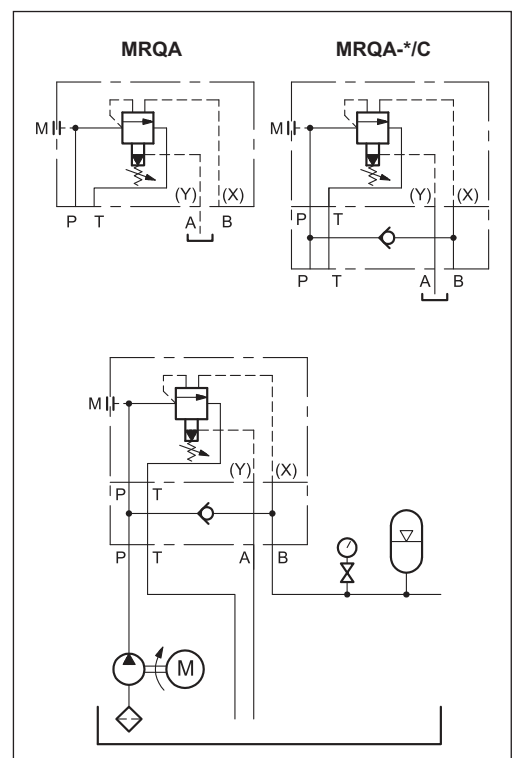 MRQA
MRQA-*/C
M
(Y) (X)
P T A B
M
(Y) (X)
P T
P T A B
M
(Y) (X)
P T
P T A B
M